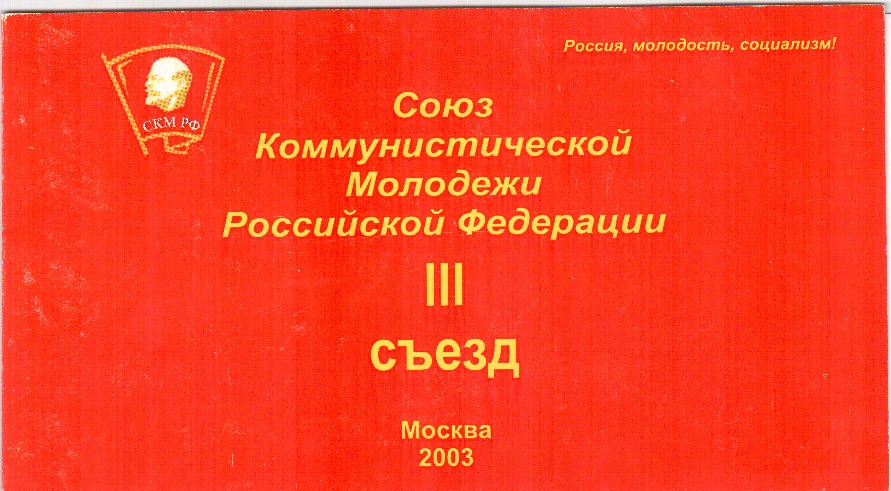 Россия, молодость, социализм!
СКМ РФ
Союз
Коммунистической
Молодежи
Российской Федерации
III
съезд
Москва
2003